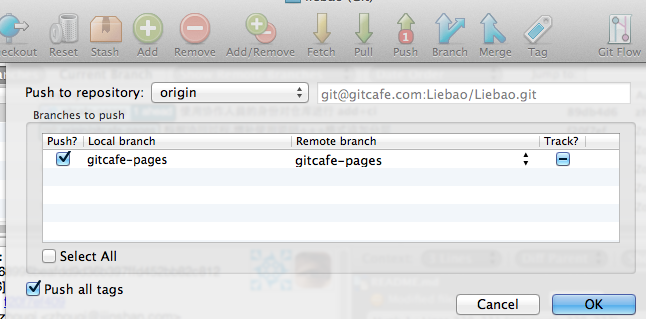 Checkout Reset Stash Add Remove Add/Remove Fetch Pull Push Branch Merge Tag Git Flow
1
Push to repository: origin git@gitcafe.com:Liebao/Liebao.git
Branches to push
Push? Local branch Remote branch Track?
gitcafe-pages gitcafe-pages
Select All
Push all tags
Cancel OK